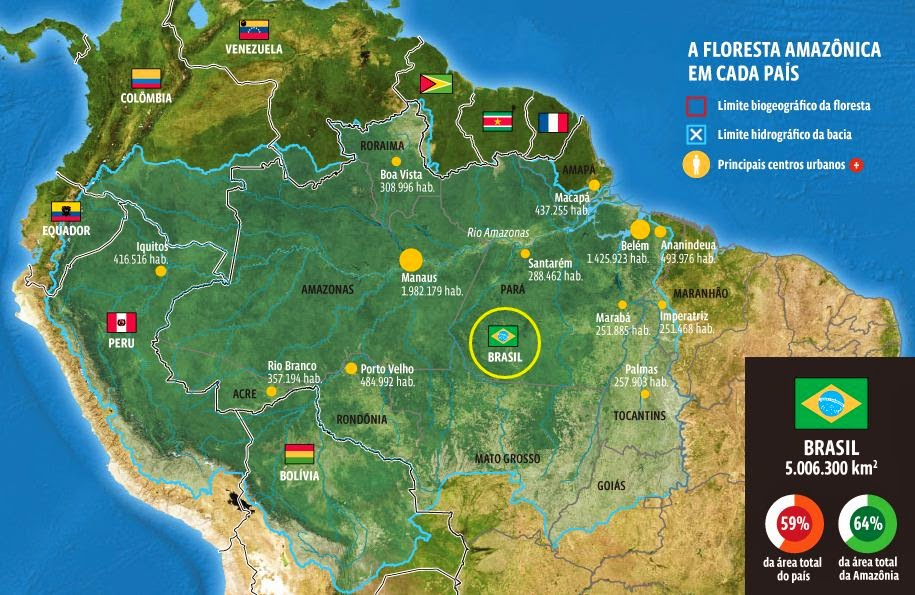 VENEZUELA
COLÔMBIA
A FLORESTA AMAZÔNICA
EM CADA PAÍS
Limite biogeográfico da floresta
Limite hidrográfico da bacia
Principais centros urbanos +
RORAIMA
Boa Vista
308.996 hab.
AMAPÁ
Macapá
437.255 hab.
EQUADOR
Iquitos
416.516 hab.
Rio Amazonas
Belém
1.425.923 hab.
Ananindeua
493.976 hab.
Manaus
1.982.179 hab.
Santarém
288.462 hab.
AMAZONAS
PARÁ
MARANHÃO
Marabá
251.885 hab.
Imperatriz
251.468 hab.
PERU
BRASIL
Rio Branco
357.194 hab.
Porto Velho
484.992 hab.
Palmas
257.903 hab.
ACRE
RONDÔNIA
TOCANTINS
MATO GROSSO
BOLÍVIA
GOIÁS
BRASIL
5.006.300 km²
59%
da área total
do país
64%
da área total
da Amazônia